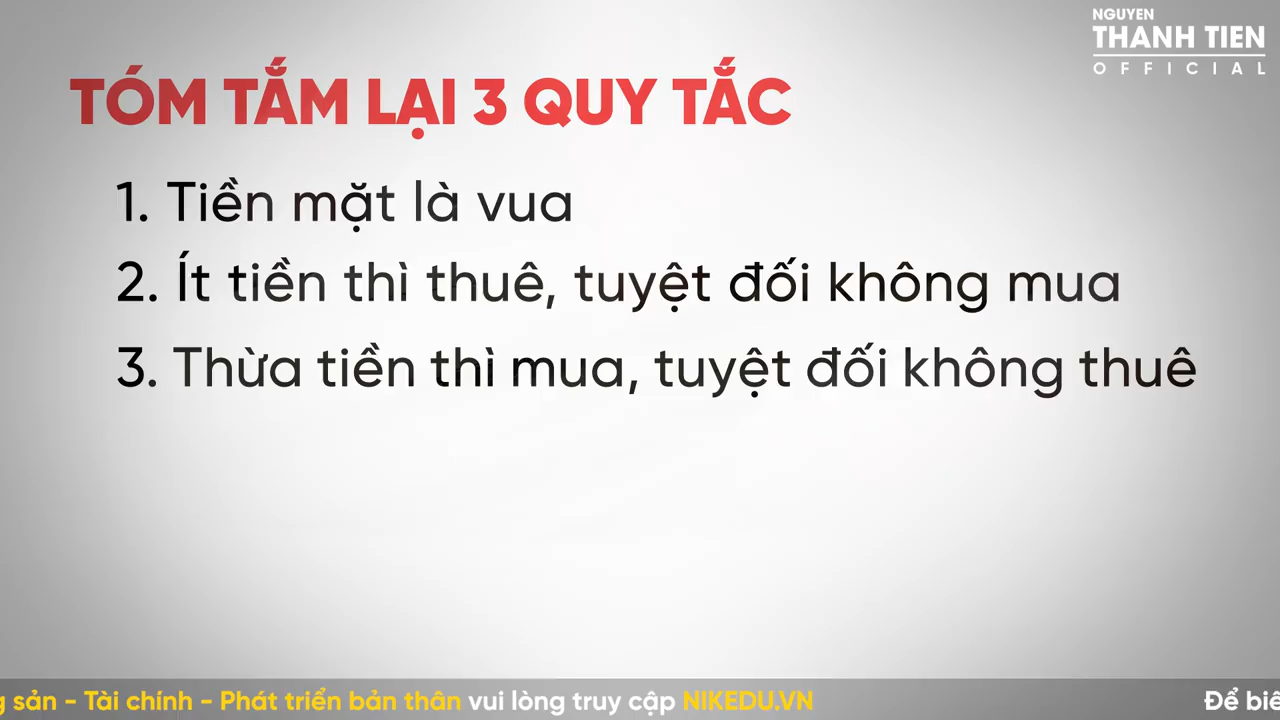 NGUYEN
THANH TIEN
OFFICIAL
TÓM TẮM LẠI 3 QUY TẮC
1. Tiền mặt là vua
2. Ít tiền thì thuê, tuyệt đối không mua
3. Thừa tiền thì mua, tuyệt đối không thuê
sản - Tài chính - Phát triển bản thân vui lòng truy cập NIKEDU.VN Để